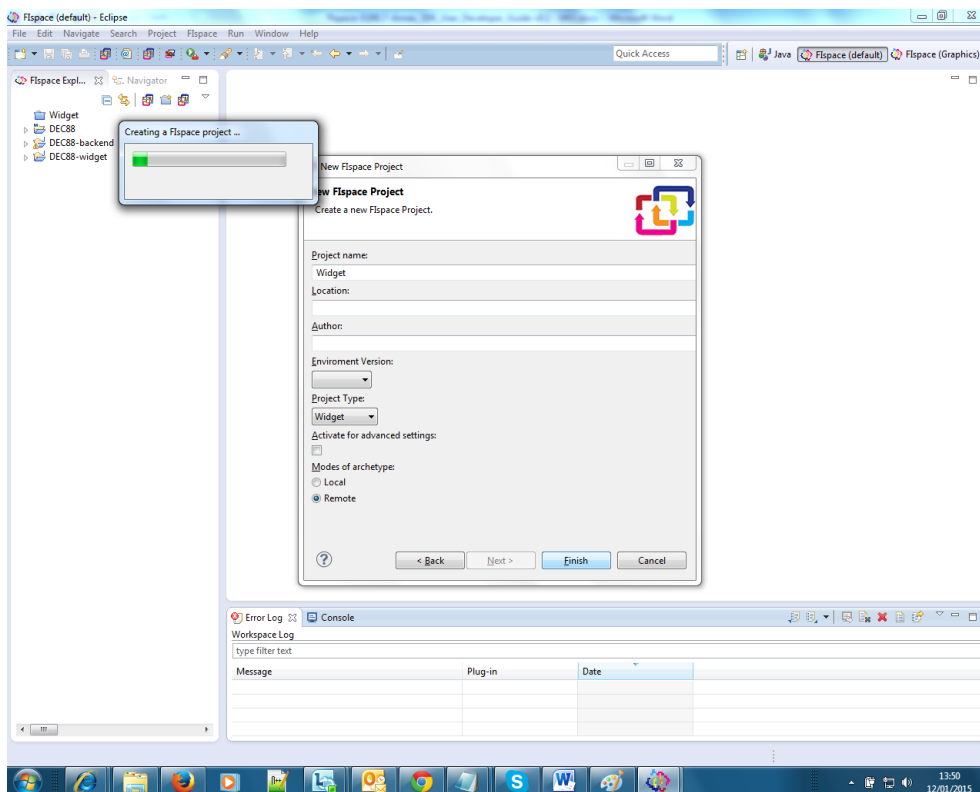 FIspace (default) - Eclipse
File Edit Navigate Search Project FIspace Run Window Help
Quick Access
Java
FIspace (default)
FIspace (Graphics)
FIspace Expl...
Navigator
Widget
DEC88
DEC88-backend
DEC88-widget
Creating a FIspace project ...
New FIspace Project
ew FIspace Project
Create a new FIspace Project.
Project name:
Widget
Location:
Author:
Enviroment Version:
Project Type:
Widget
Activate for advanced settings:
Modes of archetype:
Local
Remote
< Back
Next >
Finish
Cancel
Error Log
Console
Workspace Log
type filter text
Message Plug-in Date
13:50
12/01/2015